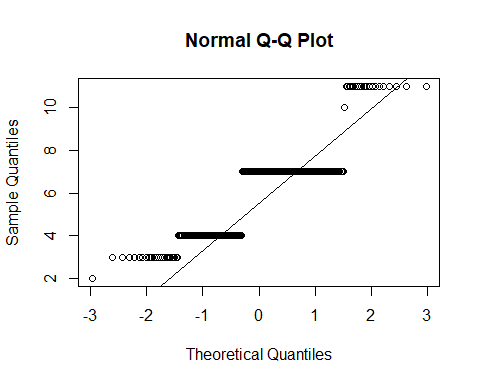 Normal Q-Q Plot
Sample Quantiles
10
8
6
4
2
-3 -2 -1 0 1 2 3
Theoretical Quantiles